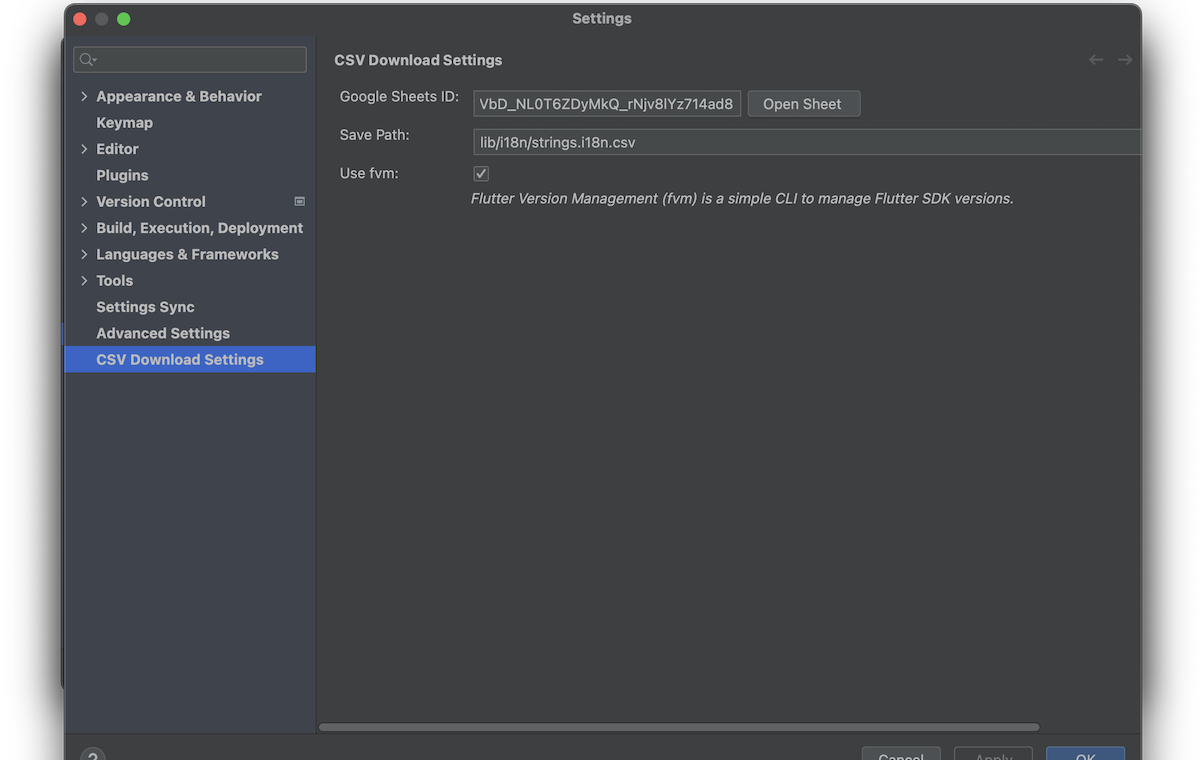 Settings
CSV Download Settings
Appearance & Behavior
Keymap
Editor
Plugins
Version Control
Build, Execution, Deployment
Languages & Frameworks
Tools
Settings Sync
Advanced Settings
CSV Download Settings
Google Sheets ID:
VbD_NL0T6ZDyMkQ_rNjv8lYz714ad8
Open Sheet
Save Path:
lib/i18n/strings.i18n.csv
Use fvm:
Flutter Version Management (fvm) is a simple CLI to manage Flutter SDK versions.
?
Cancel
Apply
OK